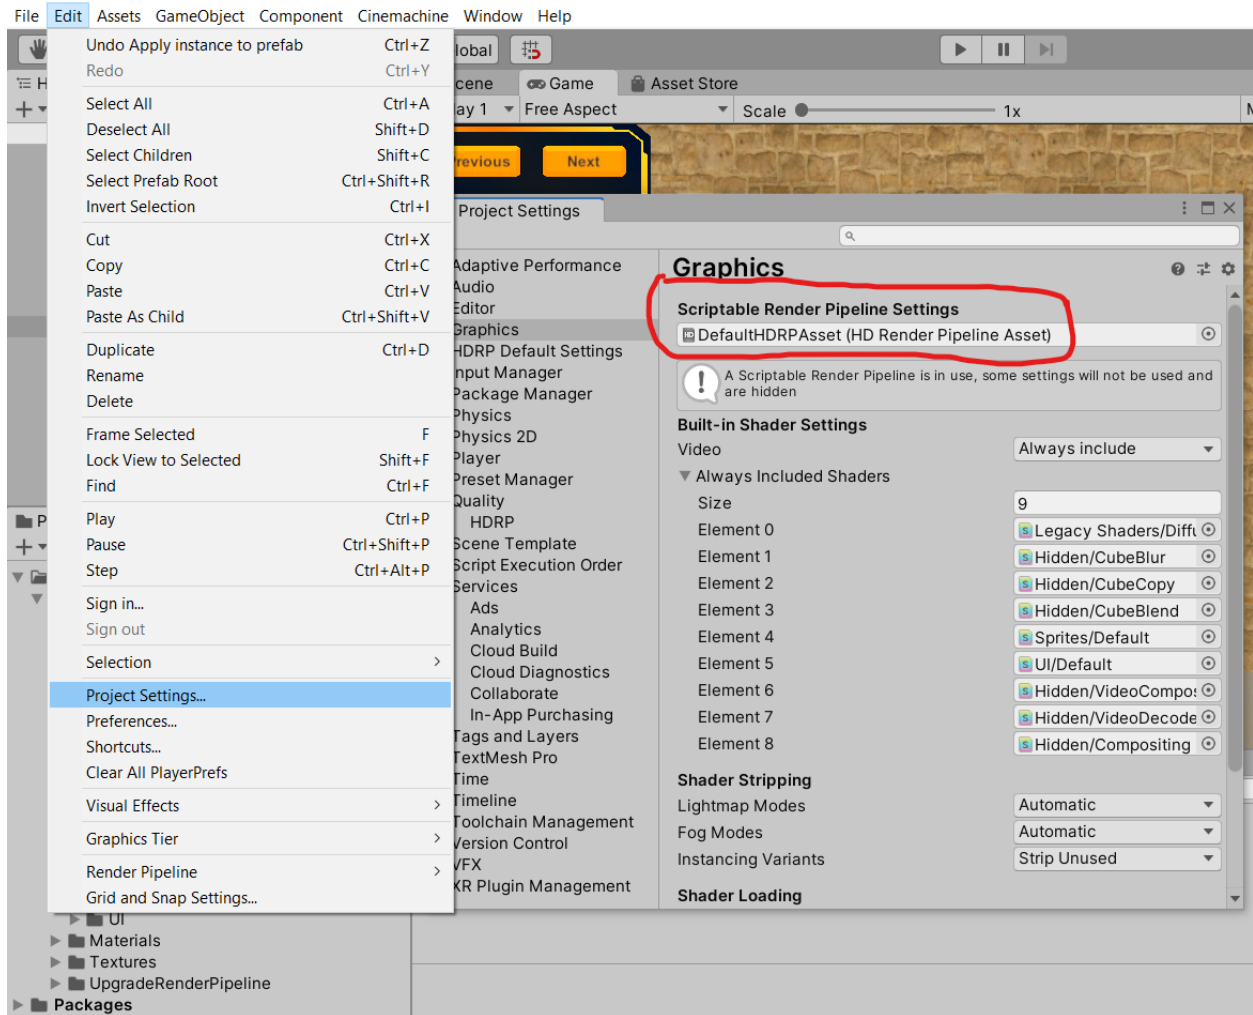 File Edit Assets GameObject Component Cinemachine Window Help
Undo Apply instance to prefab Ctrl+Z
Redo Ctrl+Y
Select All Ctrl+A
Deselect All Shift+D
Select Children Shift+C
Select Prefab Root Ctrl+Shift+R
Invert Selection Ctrl+I
Cut Ctrl+X
Copy Ctrl+C
Paste Ctrl+V
Paste As Child Ctrl+Shift+V
Duplicate Ctrl+D
Rename
Delete
Frame Selected F
Lock View to Selected Shift+F
Find Ctrl+F
Play Ctrl+P
Pause Ctrl+Shift+P
Step Ctrl+Alt+P
Sign in...
Sign out
Selection
Project Settings...
Preferences...
Shortcuts...
Clear All PlayerPrefs
Visual Effects
Graphics Tier
Render Pipeline
Grid and Snap Settings...
H
P
UI
Materials
Textures
UpgradeRenderPipeline
Packages
lobal
cene Game Asset Store
ay 1 Free Aspect Scale 1x
revious Next
Project Settings
Adaptive Performance
Audio
Editor
Graphics
HDRP Default Settings
Input Manager
Package Manager
Physics
Physics 2D
Player
Preset Manager
Quality
HDRP
Scene Template
Script Execution Order
Services
Ads
Analytics
Cloud Build
Cloud Diagnostics
Collaborate
In-App Purchasing
Tags and Layers
TextMesh Pro
Time
Timeline
Toolchain Management
Version Control
VFX
XR Plugin Management
Graphics
Scriptable Render Pipeline Settings
DefaultHDRPAsset (HD Render Pipeline Asset)
A Scriptable Render Pipeline is in use, some settings will not be used and
are hidden
Built-in Shader Settings
Video Always include
Always Included Shaders
Size 9
Element 0 Legacy Shaders/Diffu
Element 1 Hidden/CubeBlur
Element 2 Hidden/CubeCopy
Element 3 Hidden/CubeBlend
Element 4 Sprites/Default
Element 5 UI/Default
Element 6 Hidden/VideoCompos
Element 7 Hidden/VideoDecode
Element 8 Hidden/Compositing
Shader Stripping
Lightmap Modes Automatic
Fog Modes Automatic
Instancing Variants Strip Unused
Shader Loading